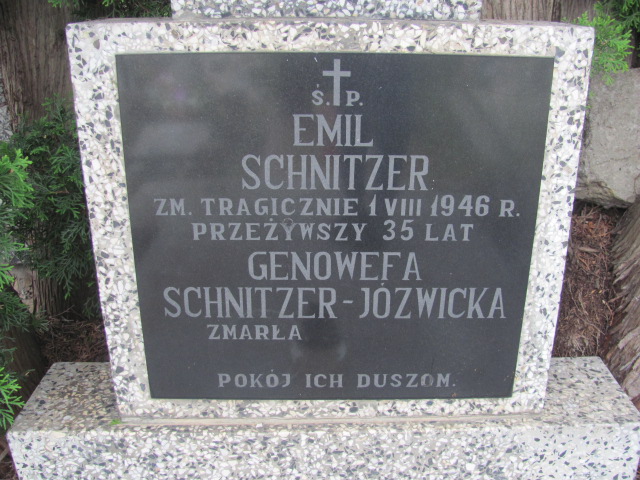 Ś. P.
EMIL
SCHNITZER
ZM. TRAGICZNIE 1 VIII 1946 R.
PRZEŻYWSZY 35 LAT
GENOWEFA
SCHNITZER-JÓZWICKA
ZMARŁA
POKÓJ ICH DUSZOM.